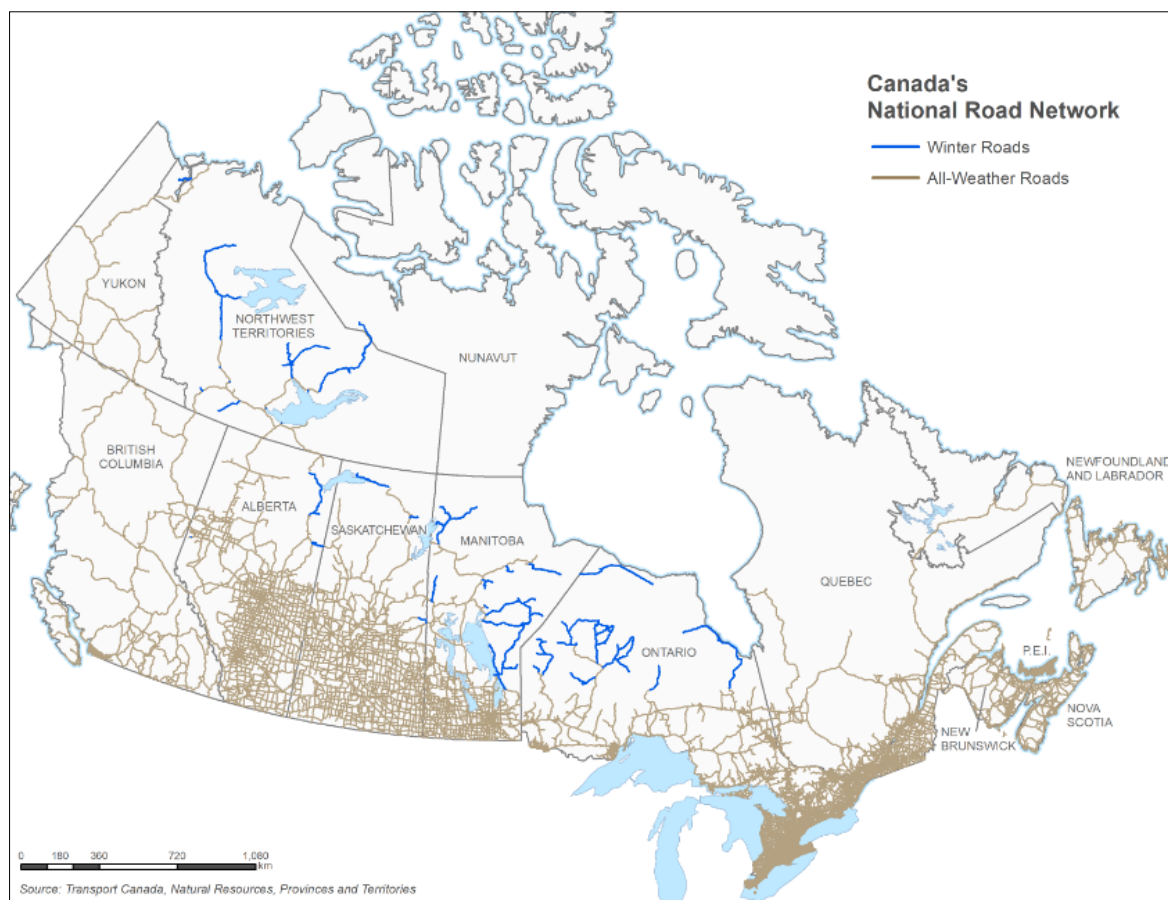 Canada's
National Road Network
Winter Roads
All-Weather Roads
YUKON
NORTHWEST
TERRITORIES
NUNAVUT
BRITISH
COLUMBIA
ALBERTA
SASKATCHEWAN
MANITOBA
NEWFOUNDLAND
AND LABRADOR
QUEBEC
ONTARIO
P.E.I.
NOVA
SCOTIA
NEW
BRUNSWICK
0 180 360 720 1,080
km
Source: Transport Canada, Natural Resources, Provinces and Territories